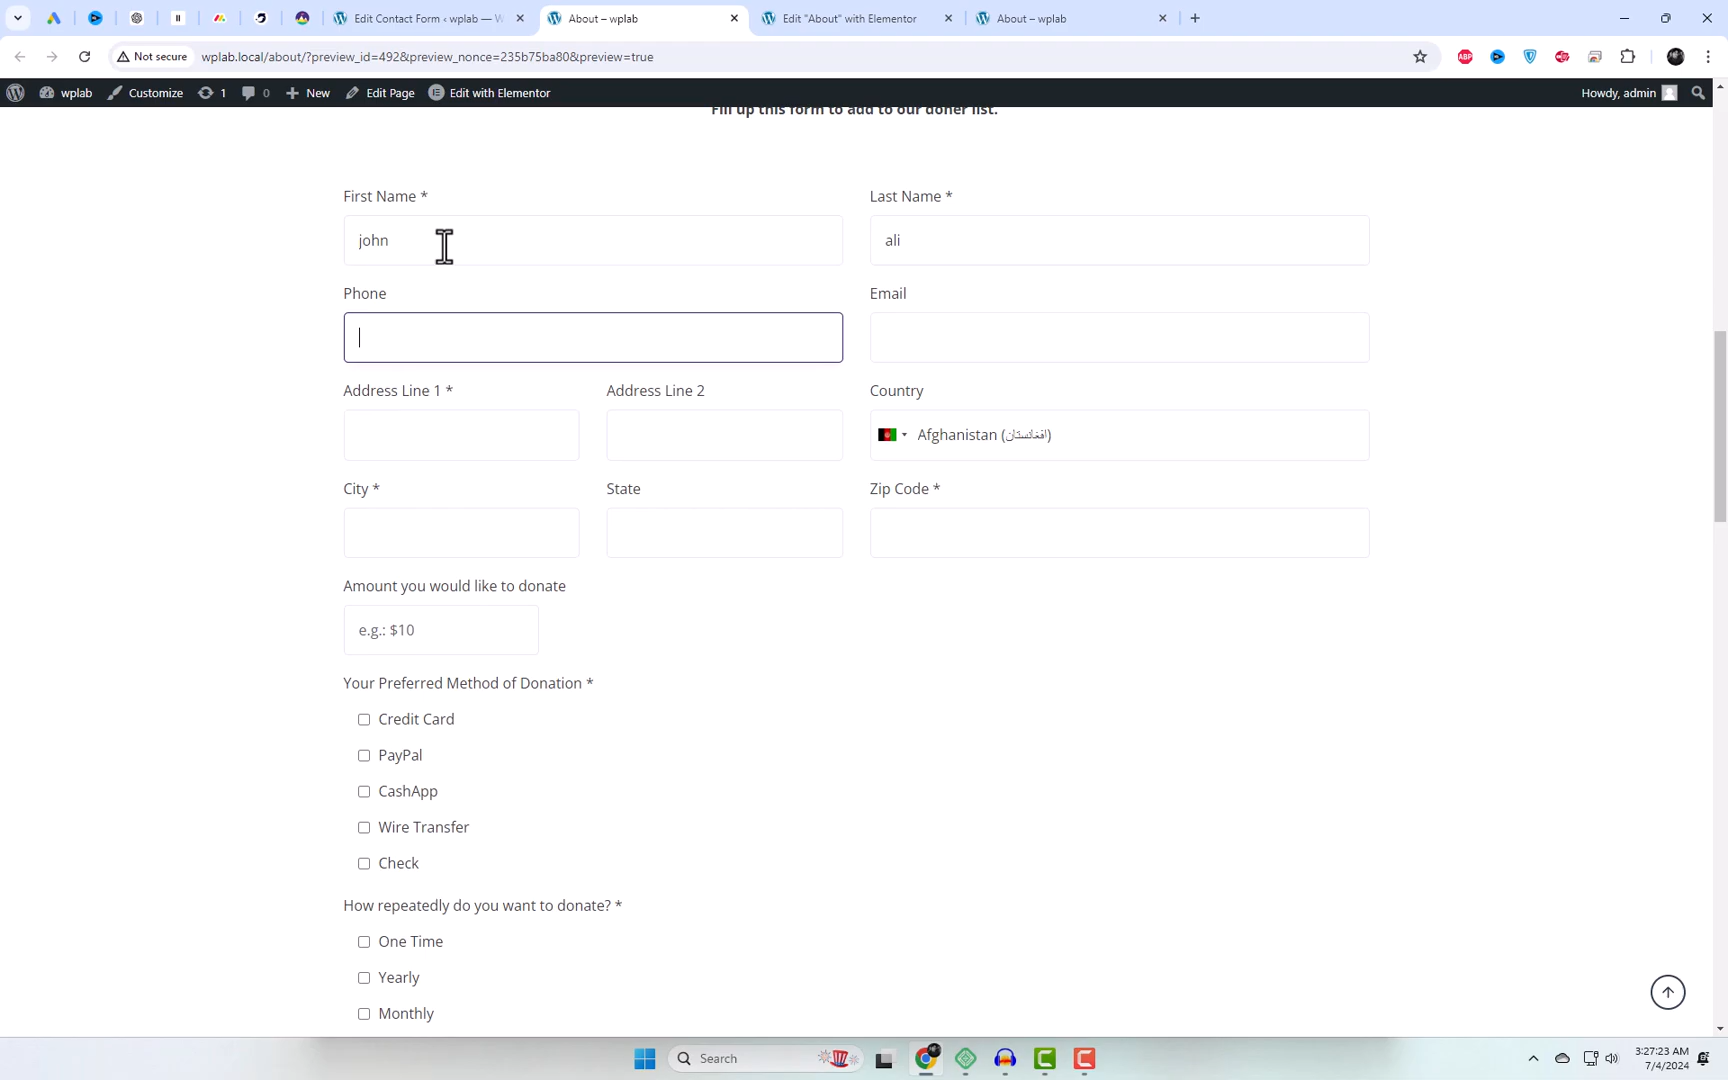 Edit Contact Form ‹ wplab — W
About – wplab
Edit "About" with Elementor
About – wplab
Not secure
wplab.local/about/?preview_id=492&preview_nonce=235b75ba80&preview=true
ABP
wplab
Customize
1
0
New
Edit Page
Edit with Elementor
Howdy, admin
Fill up this form to add to our doner list.
First Name *
Last Name *
john
ali
Phone
Email
Address Line 1 *
Address Line 2
Country
Afghanistan (‫افغانستان‬‎)
City *
State
Zip Code *
Amount you would like to donate
e.g.: $10
Your Preferred Method of Donation *
Credit Card
PayPal
CashApp
Wire Transfer
Check
How repeatedly do you want to donate? *
One Time
Yearly
Monthly
Search
3:27:23 AM
7/4/2024